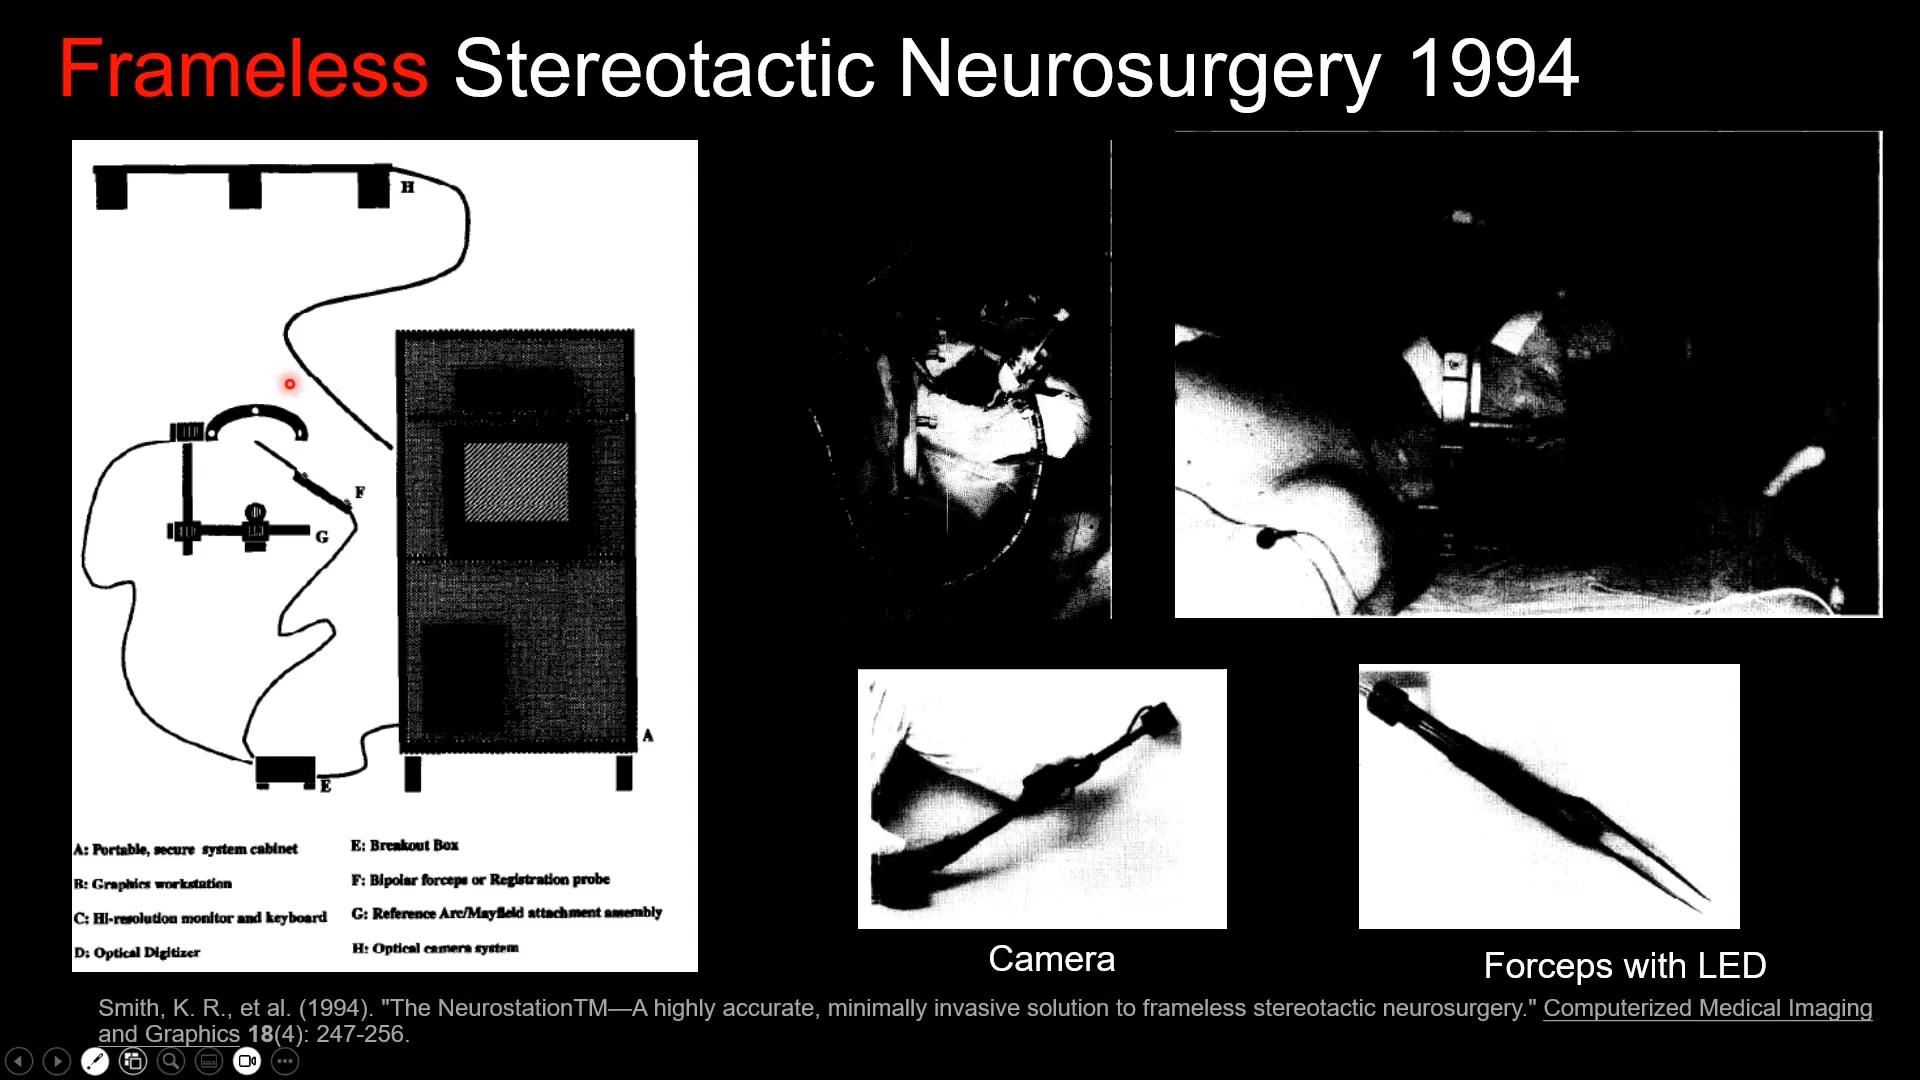 Frameless Stereotactic Neurosurgery 1994
H
F
G
A
E
A: Portable, secure system cabinet
B: Graphics workstation
C: Hi-resolution monitor and keyboard
D: Optical Digitizer
E: Breakout Box
F: Bipolar forceps or Registration probe
G: Reference Arc/Mayfield attachment assembly
H: Optical camera system
Camera
Forceps with LED
Smith, K. R., et al. (1994). "The NeurostationTM—A highly accurate, minimally invasive solution to frameless stereotactic neurosurgery." Computerized Medical Imaging
and Graphics 18(4): 247-256.